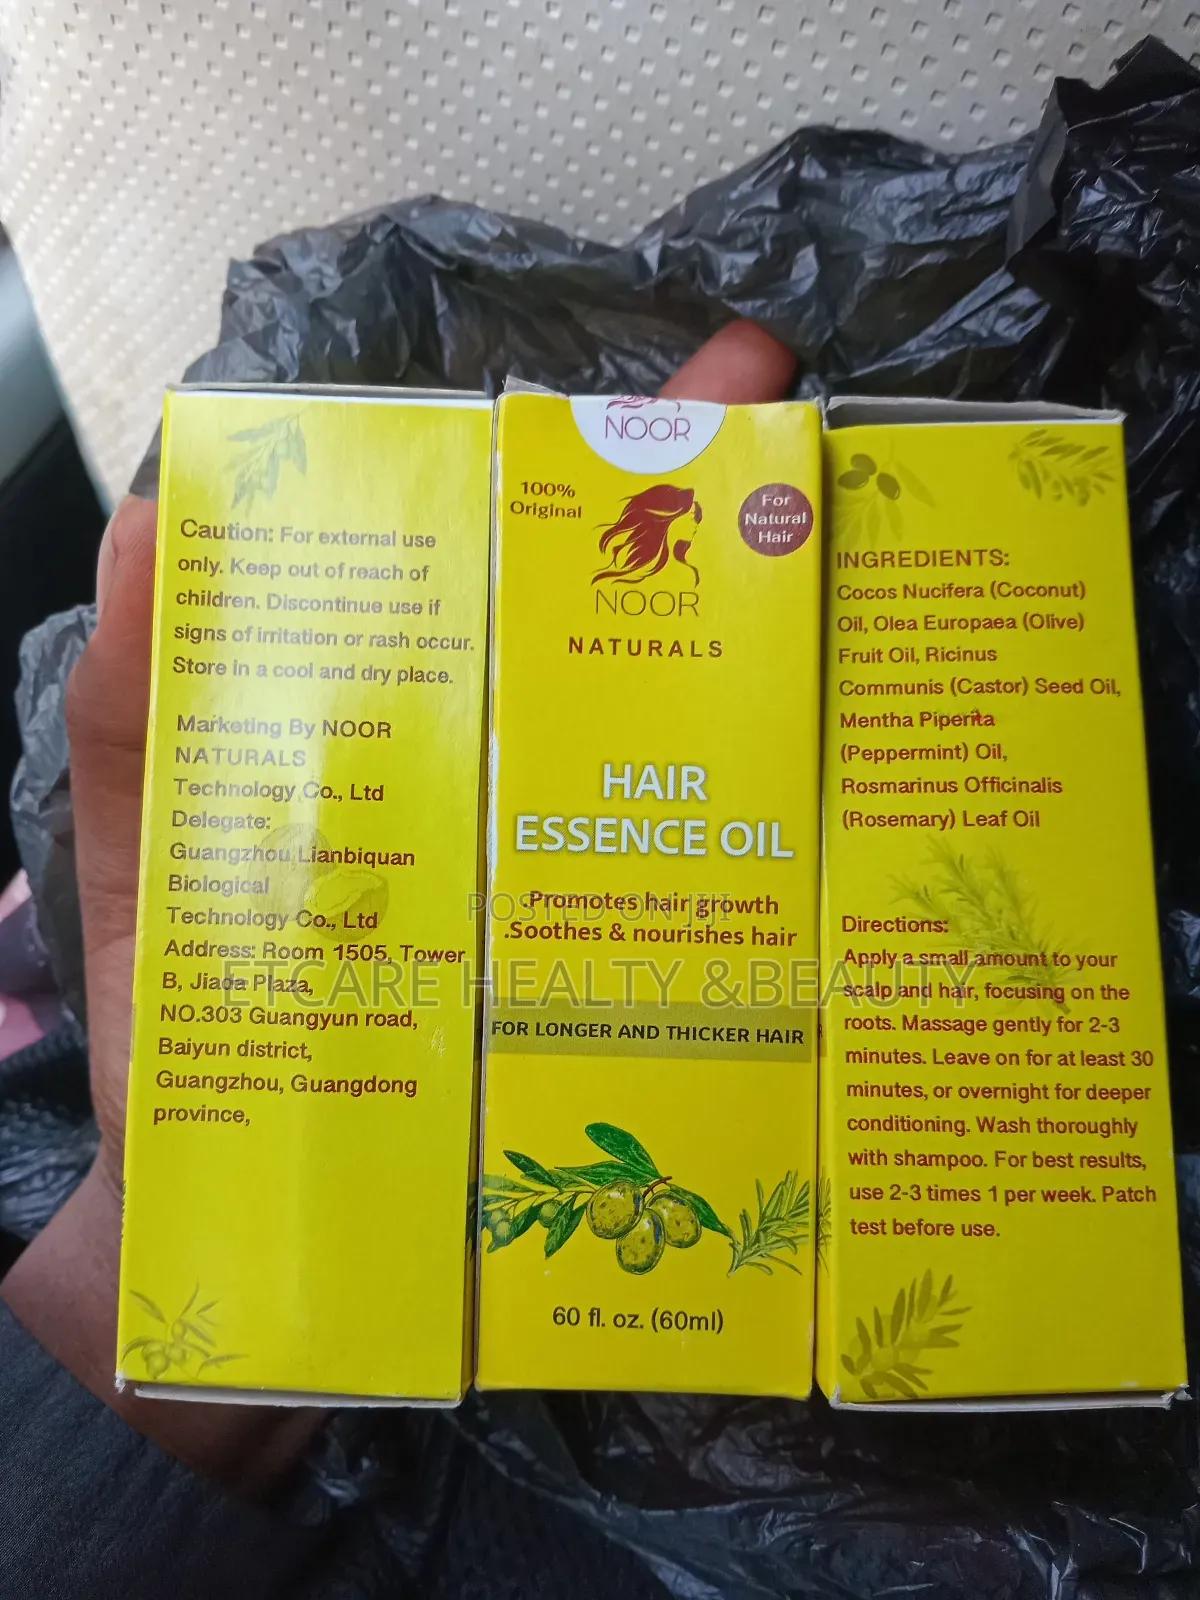 Caution: For external use
only. Keep out of reach of
children. Discontinue use if
signs of irritation or rash occur.
Store in a cool and dry place.
Marketing By NOOR
NATURALS
Technology Co., Ltd
Delegate:
Guangzhou Lianbiquan
Biological
Technology Co., Ltd
Address: Room 1505, Tower
B, Jiada Plaza,
NO.303 Guangyun road,
Baiyun district,
Guangzhou, Guangdong
province,
NOOR
100%
Original
For
Natural
Hair
NOOR
NATURALS
HAIR
ESSENCE OIL
.Promotes hair growth
.Soothes & nourishes hair
FOR LONGER AND THICKER HAIR
60 fl. oz. (60ml)
INGREDIENTS:
Cocos Nucifera (Coconut)
Oil, Olea Europaea (Olive)
Fruit Oil, Ricinus
Communis (Castor) Seed Oil,
Mentha Piperita
(Peppermint) Oil,
Rosmarinus Officinalis
(Rosemary) Leaf Oil
Directions:
Apply a small amount to your
scalp and hair, focusing on the
roots. Massage gently for 2-3
minutes. Leave on for at least 30
minutes, or overnight for deeper
conditioning. Wash thoroughly
with shampoo. For best results,
use 2-3 times 1 per week. Patch
test before use.
POSTED ON JIJI
ETCARE HEALTY &BEAUTY